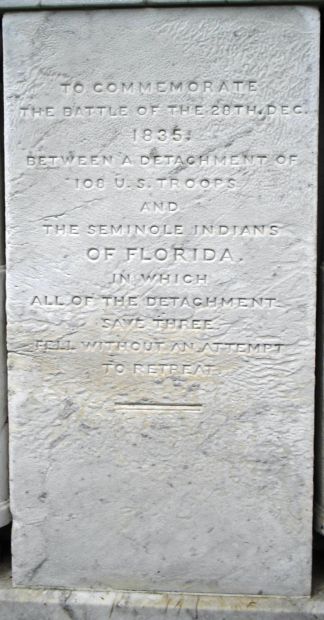 TO COMMEMORATE
THE BATTLE OF THE 28TH. DEC.
1835.
BETWEEN A DETACHMENT OF
108 U.S. TROOPS
AND
THE SEMINOLE INDIANS
OF FLORIDA.
IN WHICH
ALL OF THE DETACHMENT
SAVE THREE
FELL WITHOUT AN ATTEMPT
TO RETREAT.